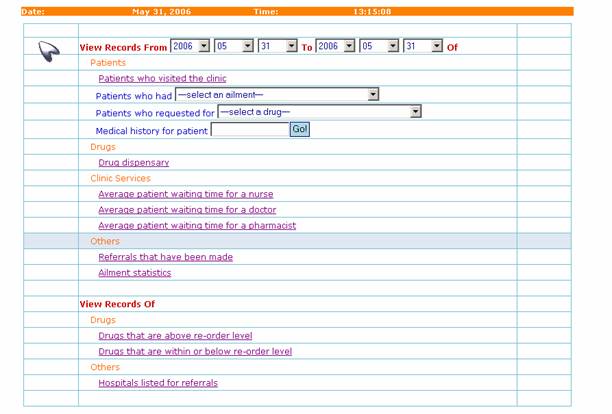 Date: May 31, 2006 Time: 13:15:08
View Records From 2006 05 31 To 2006 05 31 Of
Patients
Patients who visited the clinic
Patients who had —select an ailment—
Patients who requested for —select a drug—
Medical history for patient Go!
Drugs
Drug dispensary
Clinic Services
Average patient waiting time for a nurse
Average patient waiting time for a doctor
Average patient waiting time for a pharmacist
Others
Referrals that have been made
Ailment statistics
View Records Of
Drugs
Drugs that are above re-order level
Drugs that are within or below re-order level
Others
Hospitals listed for referrals